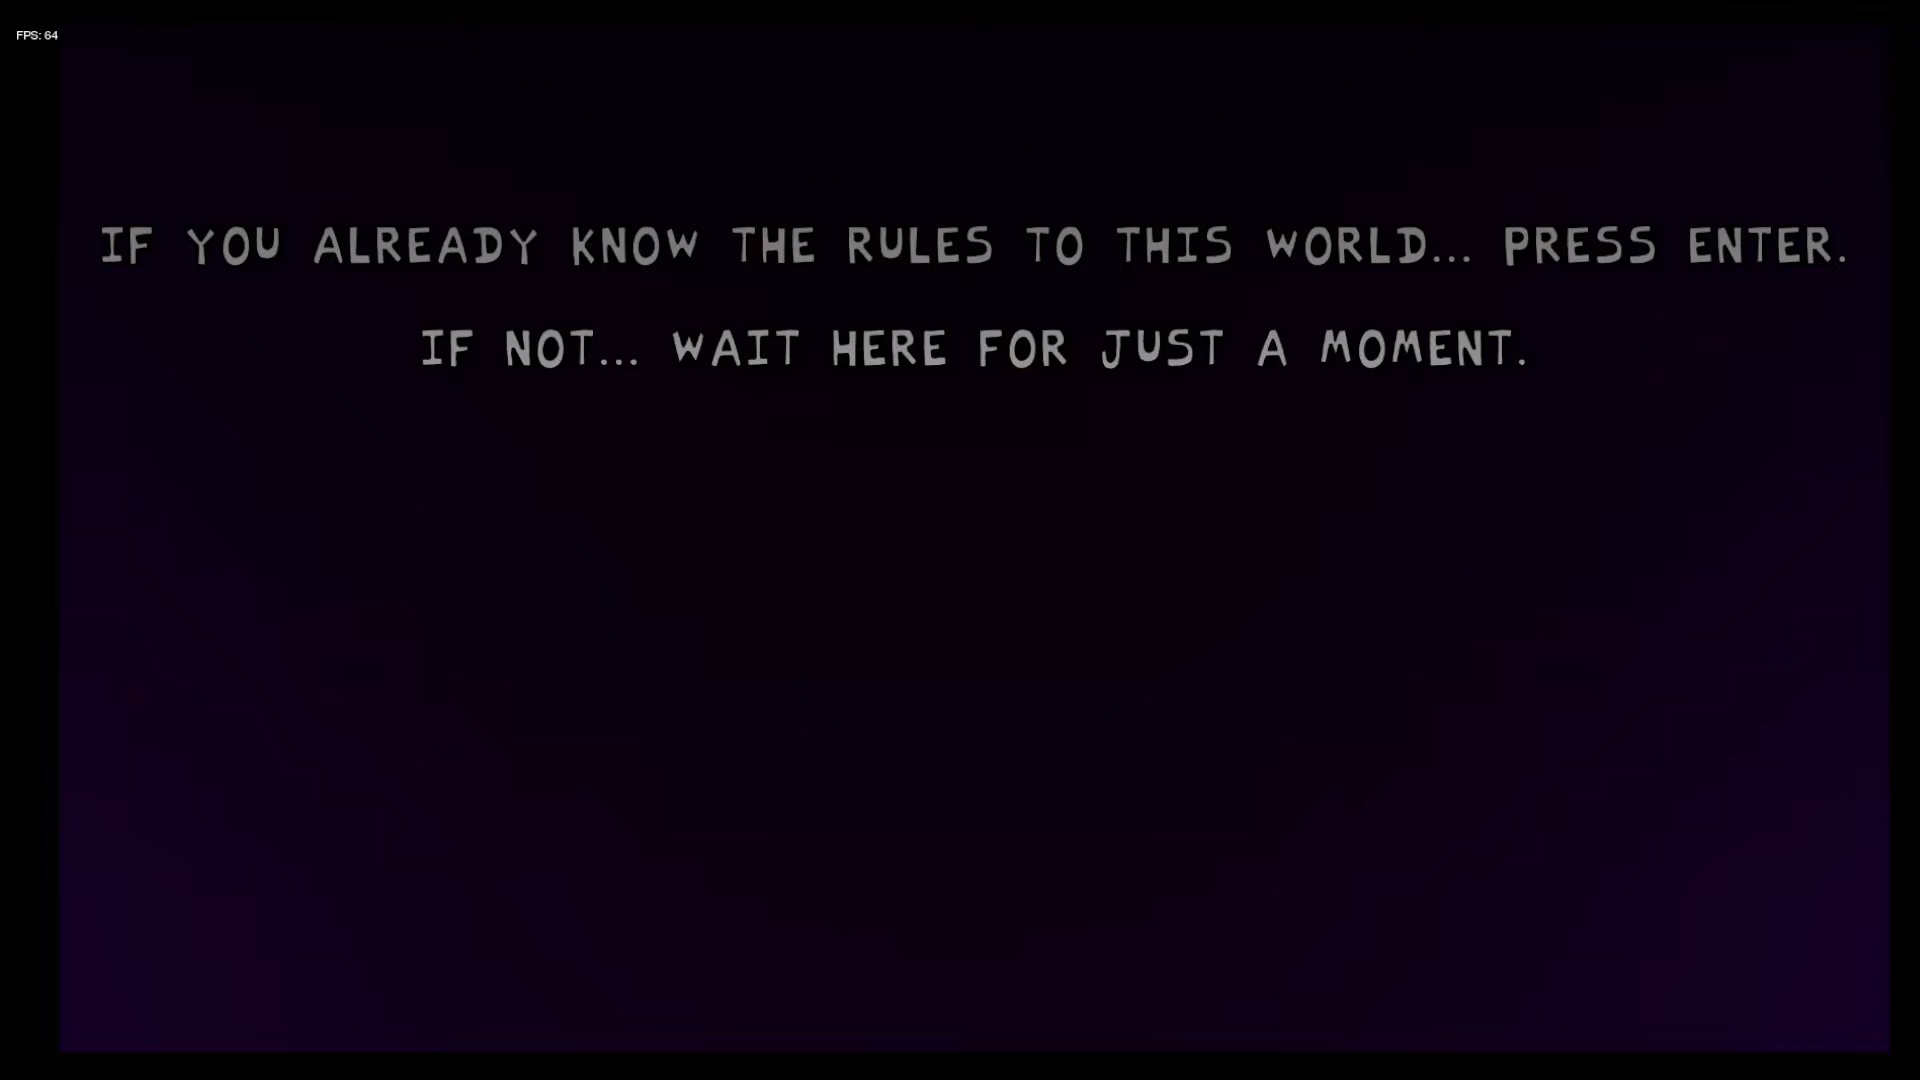 FPS: 64
IF YOU ALREADY KNOW THE RULES TO THIS WORLD... PRESS ENTER.
IF NOT... WAIT HERE FOR JUST A MOMENT.